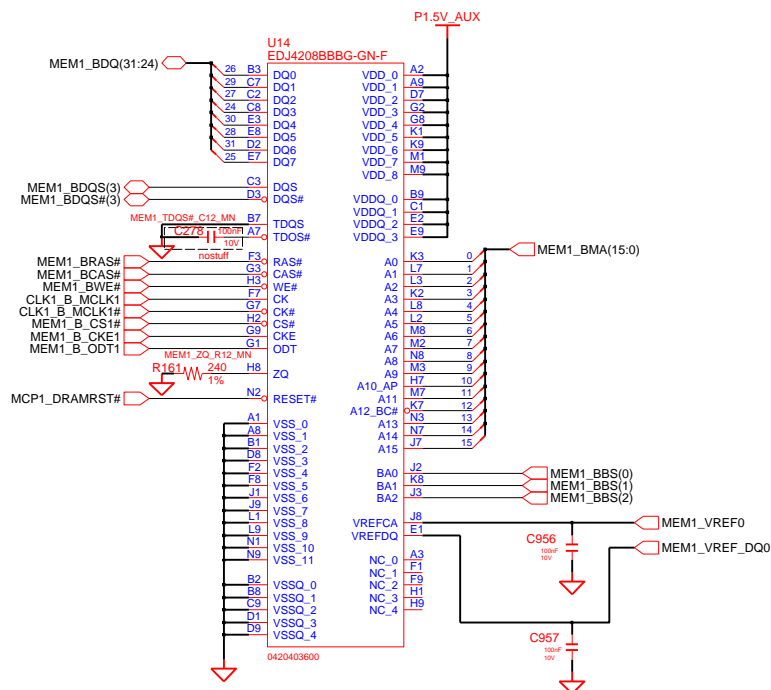 P1.5V_AUX
U14
EDJ4208BBBG-GN-F
MEM1_BDQ(31:24)
26 B3 DQ0 VDD_0 A2
29 C7 DQ1 VDD_1 A9
27 C2 DQ2 VDD_2 D7
24 C8 DQ3 VDD_3 G2
30 E3 DQ4 VDD_4 G8
28 E8 DQ5 VDD_5 K1
31 D2 DQ6 VDD_6 K9
25 E7 DQ7 VDD_7 M1
VDD_8 M9
MEM1_BDQS(3) C3 DQS VDDQ_0 B9
MEM1_BDQS#(3) D3 DQS# VDDQ_1 C1
MEM1_TDQS#_C12_MN
B7 TDQS VDDQ_2 E2
C278 100nF A7 TDOS# VDDQ_3 E9
10V
nostuff
MEM1_BRAS# F3 RAS# A0 K3 0 MEM1_BMA(15:0)
MEM1_BCAS# G3 CAS# A1 L7 1
MEM1_BWE# H3 WE# A2 L3 2
CLK1_B_MCLK1 F7 CK A3 K2 3
CLK1_B_MCLK1# G7 CK# A4 L8 4
MEM1_B_CS1# H2 CS# A5 L2 5
MEM1_B_CKE1 G9 CKE A6 M8 6
MEM1_B_ODT1 G1 ODT A7 M2 7
MEM1_ZQ_R12_MN A8 N8 8
R161 240 H8 ZQ A9 M3 9
1% A10_AP H7 10
MCP1_DRAMRST# N2 RESET# A11 M7 11
A12_BC# K7 12
A1 VSS_0 A13 N3 13
A8 VSS_1 A14 N7 14
B1 VSS_2 A15 J7 15
D8 VSS_3
F2 VSS_4 BA0 J2 MEM1_BBS(0)
F8 VSS_5 BA1 K8 MEM1_BBS(1)
J1 VSS_6 BA2 J3 MEM1_BBS(2)
J9 VSS_7
L1 VSS_8 VREFCA J8 MEM1_VREF0
L9 VSS_9 VREFDQ E1
N1 VSS_10 C956 100nF 10V MEM1_VREF_DQ0
N9 VSS_11 NC_0 A3
NC_1 F1
B2 VSSQ_0 NC_2 F9
B8 VSSQ_1 NC_3 H1
C9 VSSQ_2 NC_4 H9
D1 VSSQ_3
D9 VSSQ_4
C957 100nF 10V
0420403600